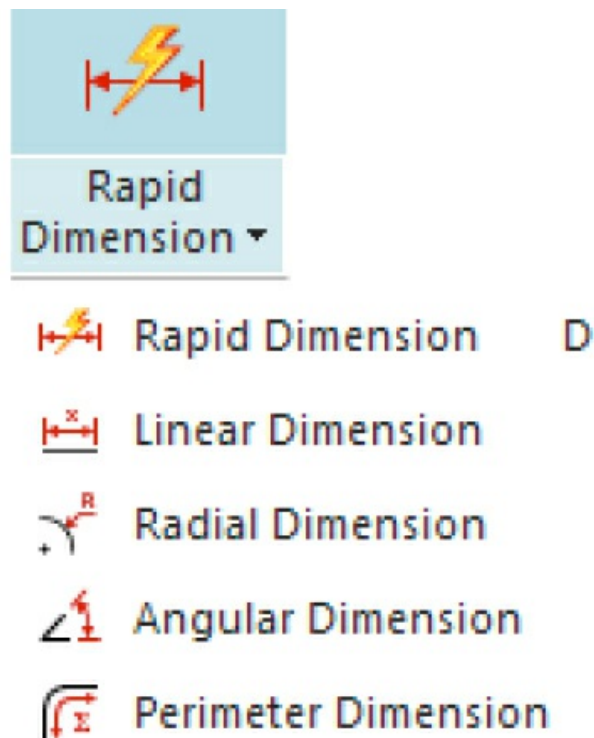 Rapid
Dimension
Rapid Dimension D
x
Linear Dimension
R
Radial Dimension
Angular Dimension
Σ
Perimeter Dimension